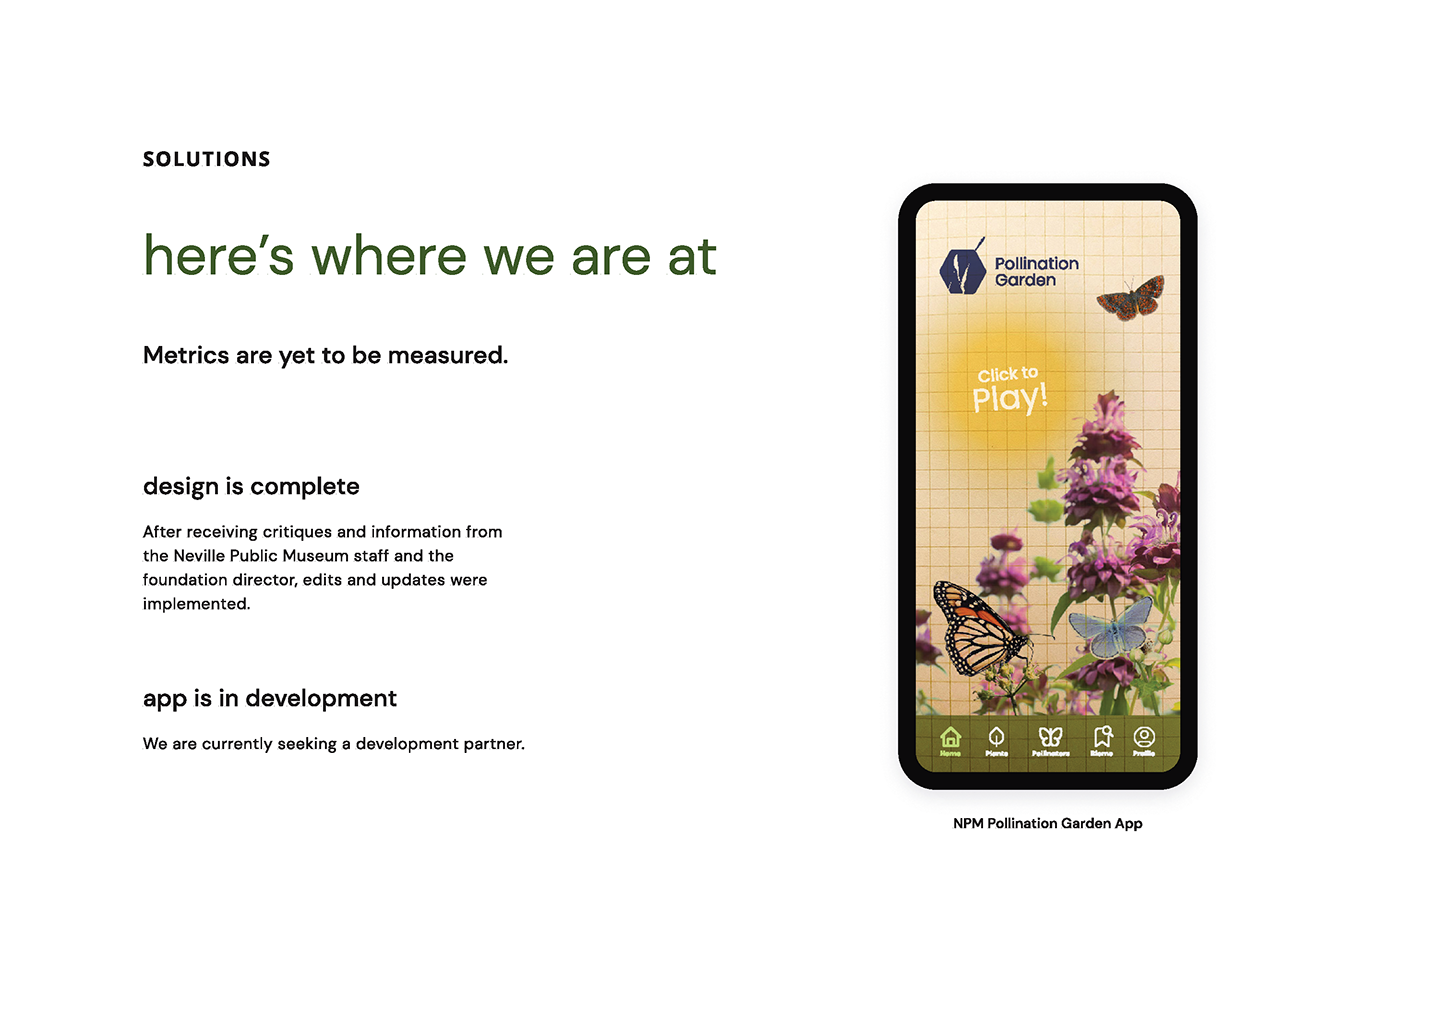 SOLUTIONS
here's where we are at
Metrics are yet to be measured.
design is complete
After receiving critiques and information from
the Neville Public Museum staff and the
foundation director, edits and updates were
implemented.
app is in development
We are currently seeking a development partner.
Pollination
Garden
Click to
Play!
Home Plants Pollinators Biome Profile
NPM Pollination Garden App